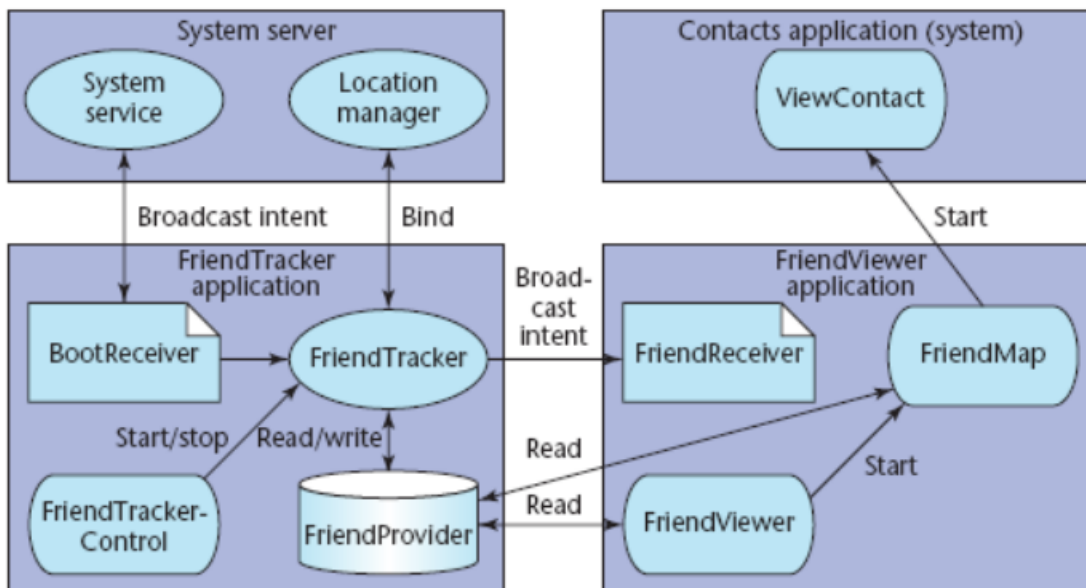 System server
System
service
Location
manager
Contacts application (system)
ViewContact
Broadcast intent
Bind
Start
FriendTracker
application
BootReceiver
FriendTracker
Start/stop
Read/write
FriendTracker-
Control
FriendProvider
Broad-
cast
intent
Read
Read
FriendViewer
application
FriendReceiver
FriendMap
Start
FriendViewer